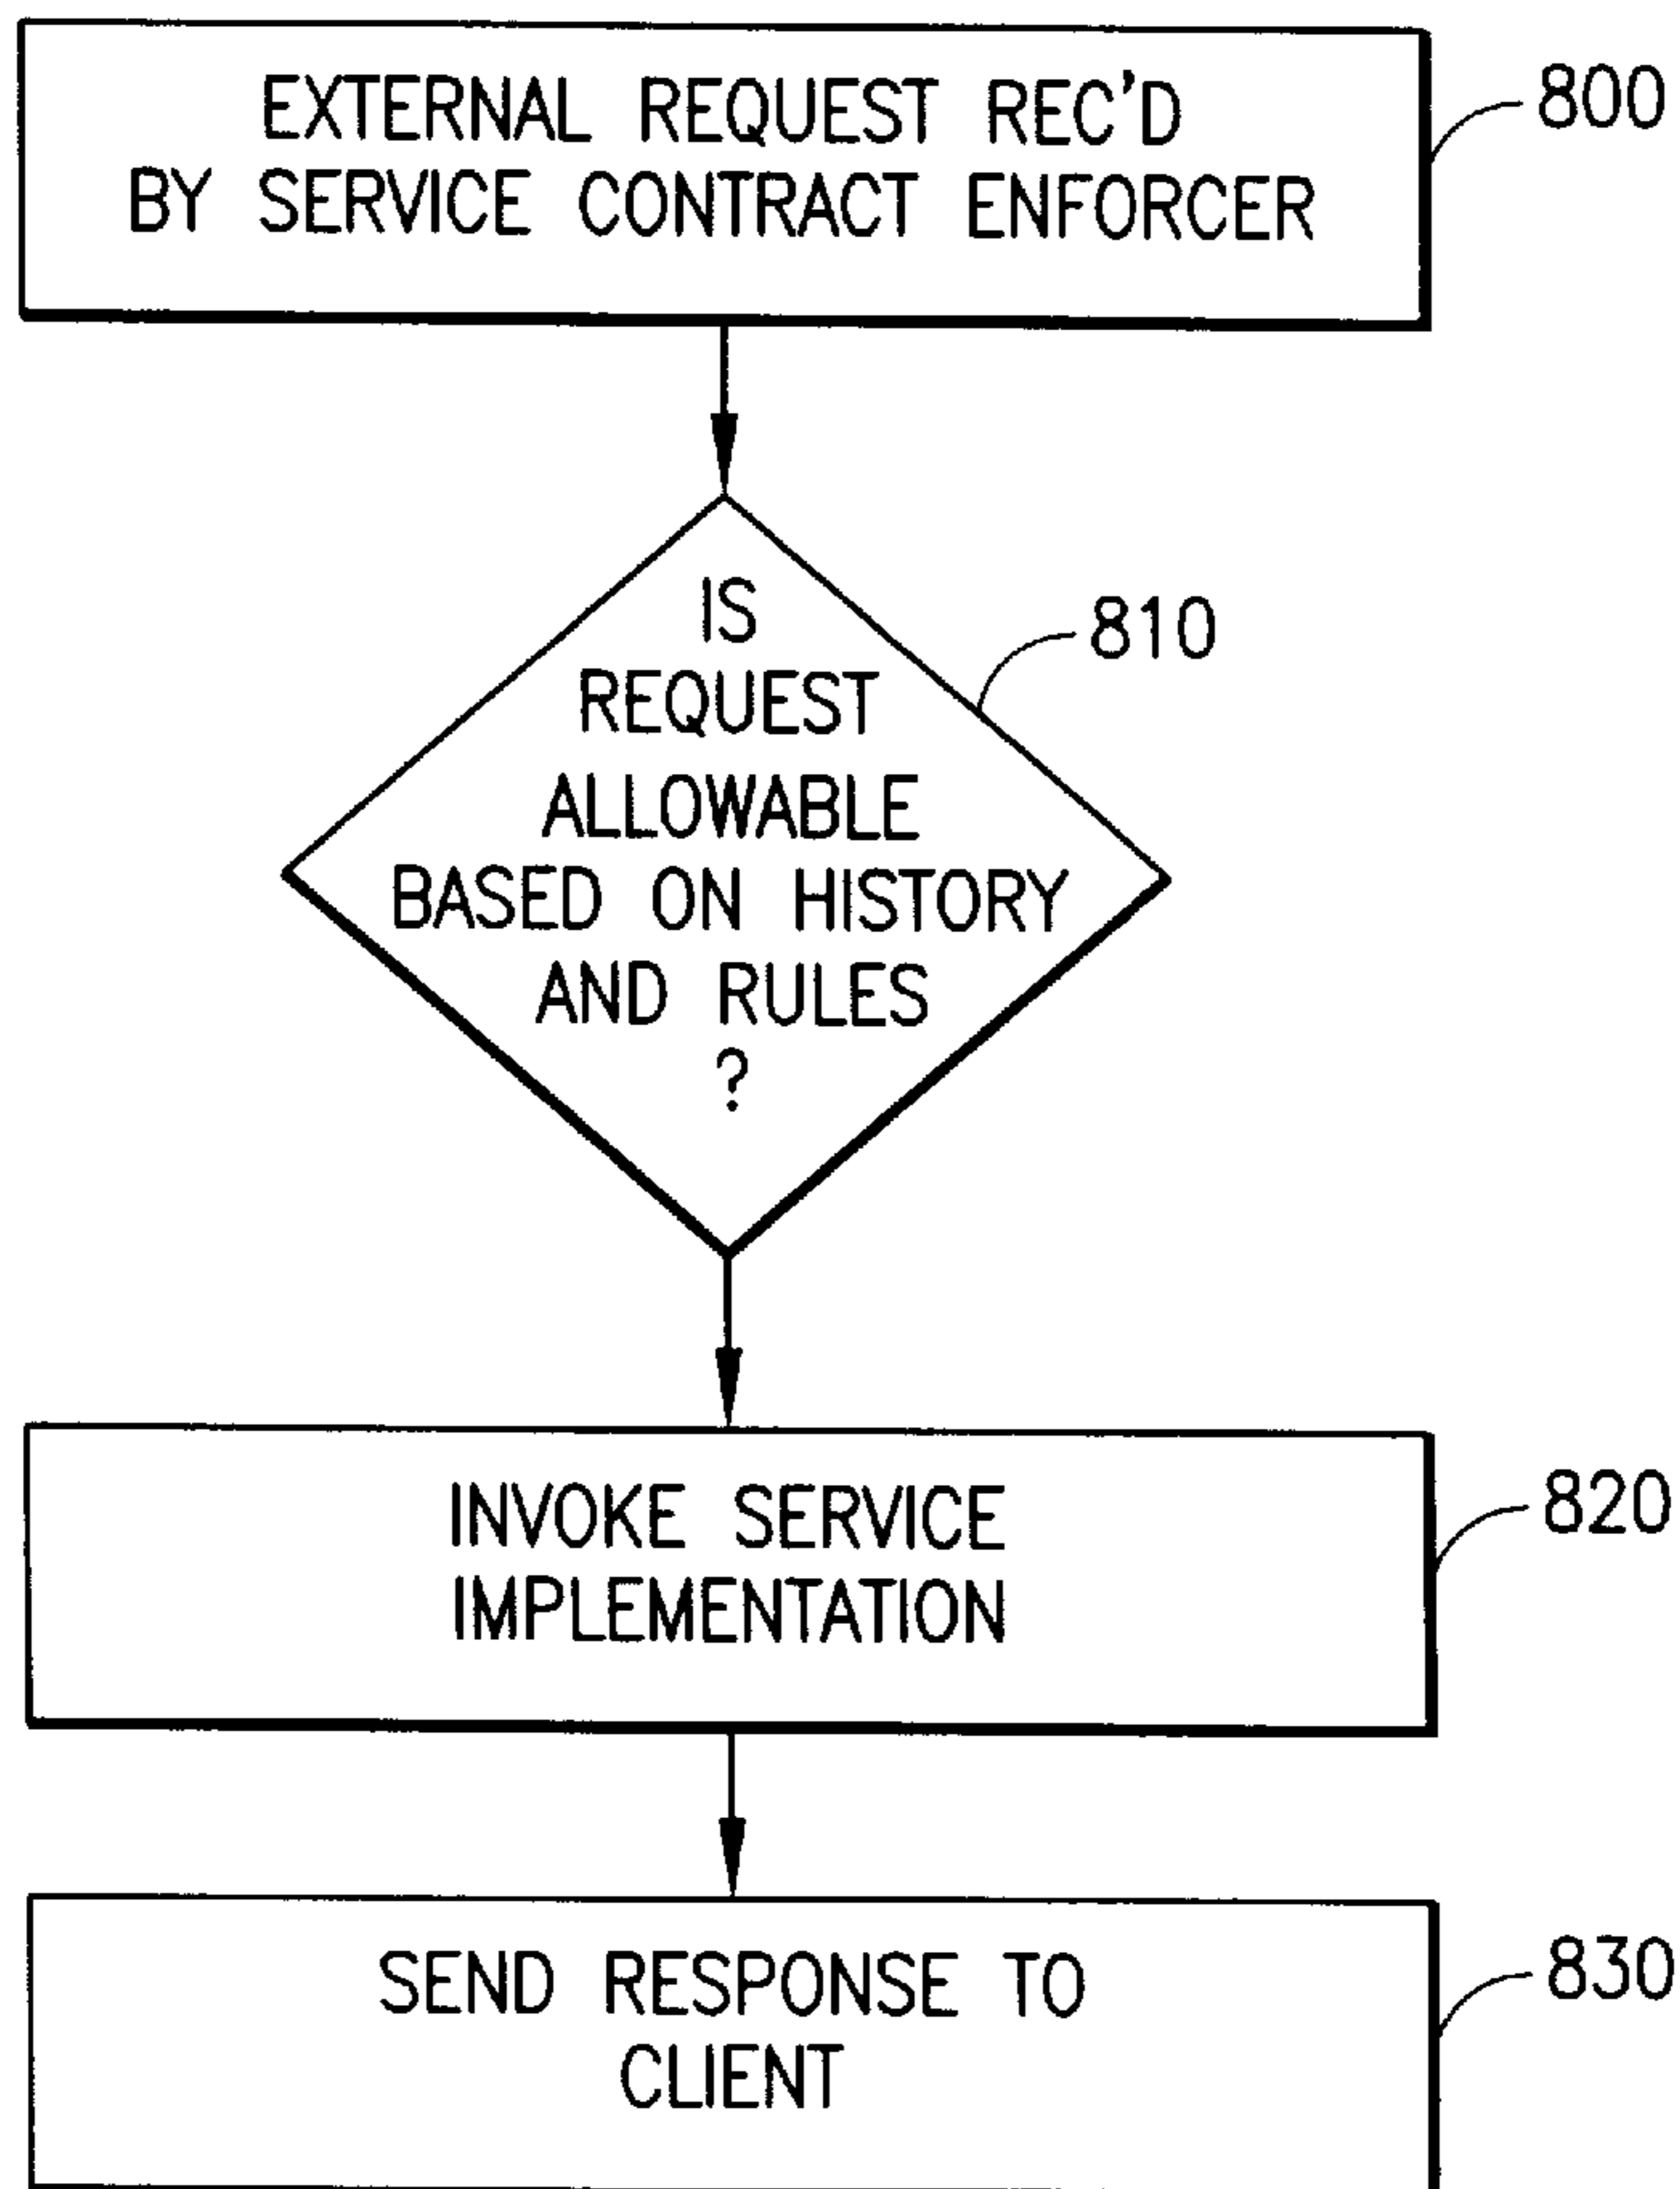 EXTERNAL REQUEST REC'D
BY SERVICE CONTRACT ENFORCER
800
IS
REQUEST
ALLOWABLE
BASED ON HISTORY
AND RULES
?
810
INVOKE SERVICE
IMPLEMENTATION
820
SEND RESPONSE TO
CLIENT
830